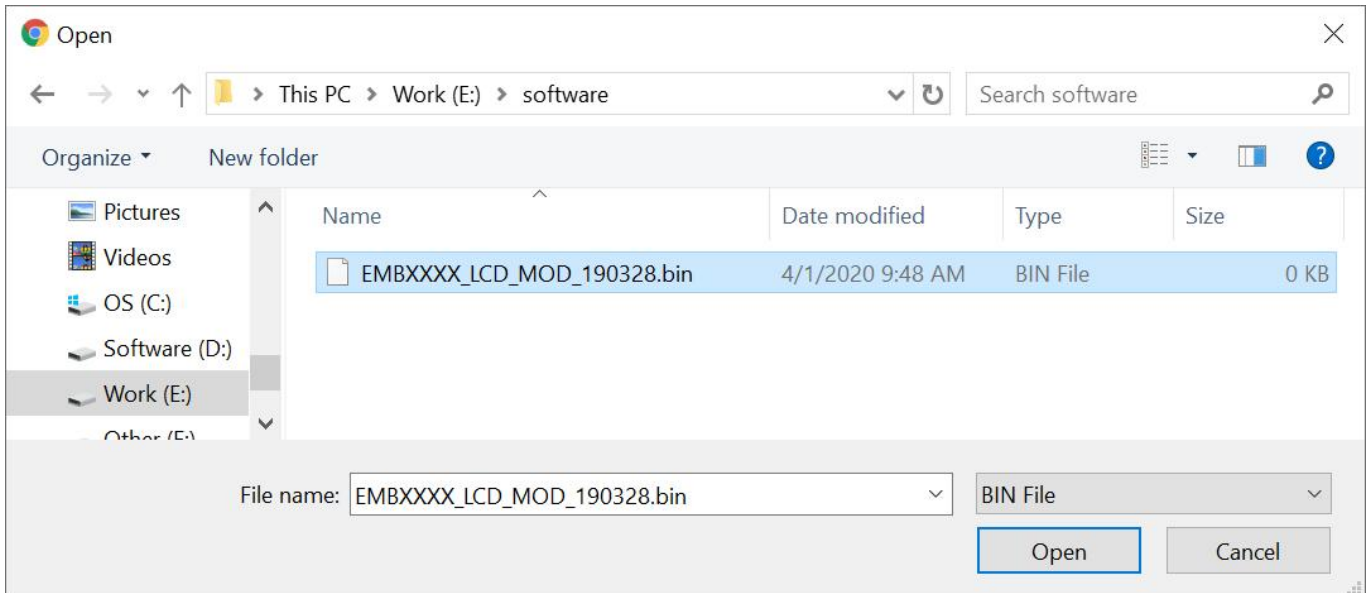 Open
This PC > Work (E:) > software
Search software
Organize
New folder
Pictures
Videos
OS (C:)
Software (D:)
Work (E:)
Other (F:)
Name Date modified Type Size
EMBXXXX_LCD_MOD_190328.bin 4/1/2020 9:48 AM BIN File 0 KB
File name: EMBXXXX_LCD_MOD_190328.bin
BIN File
Open
Cancel